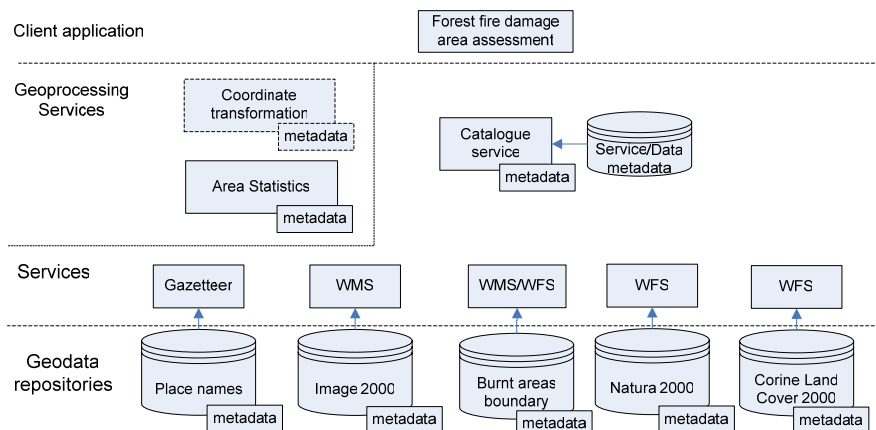 Client application
Forest fire damage
area assessment
Geoprocessing
Services
Coordinate
transformation
metadata
Area Statistics
metadata
Catalogue
service
metadata
Service/Data
metadata
Services
Gazetteer
WMS
WMS/WFS
WFS
WFS
Geodata
repositories
Place names
metadata
Image 2000
metadata
Burnt areas
boundary
metadata
Natura 2000
metadata
Corine Land
Cover 2000
metadata